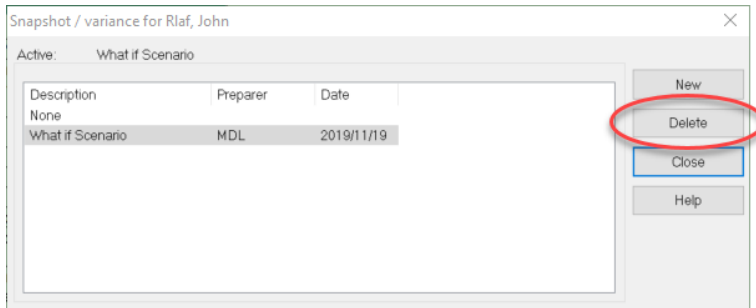 Snapshot / variance for Rlaf, John
Active: What if Scenario
Description Preparer Date
None
What if Scenario MDL 2019/11/19
New
Delete
Close
Help